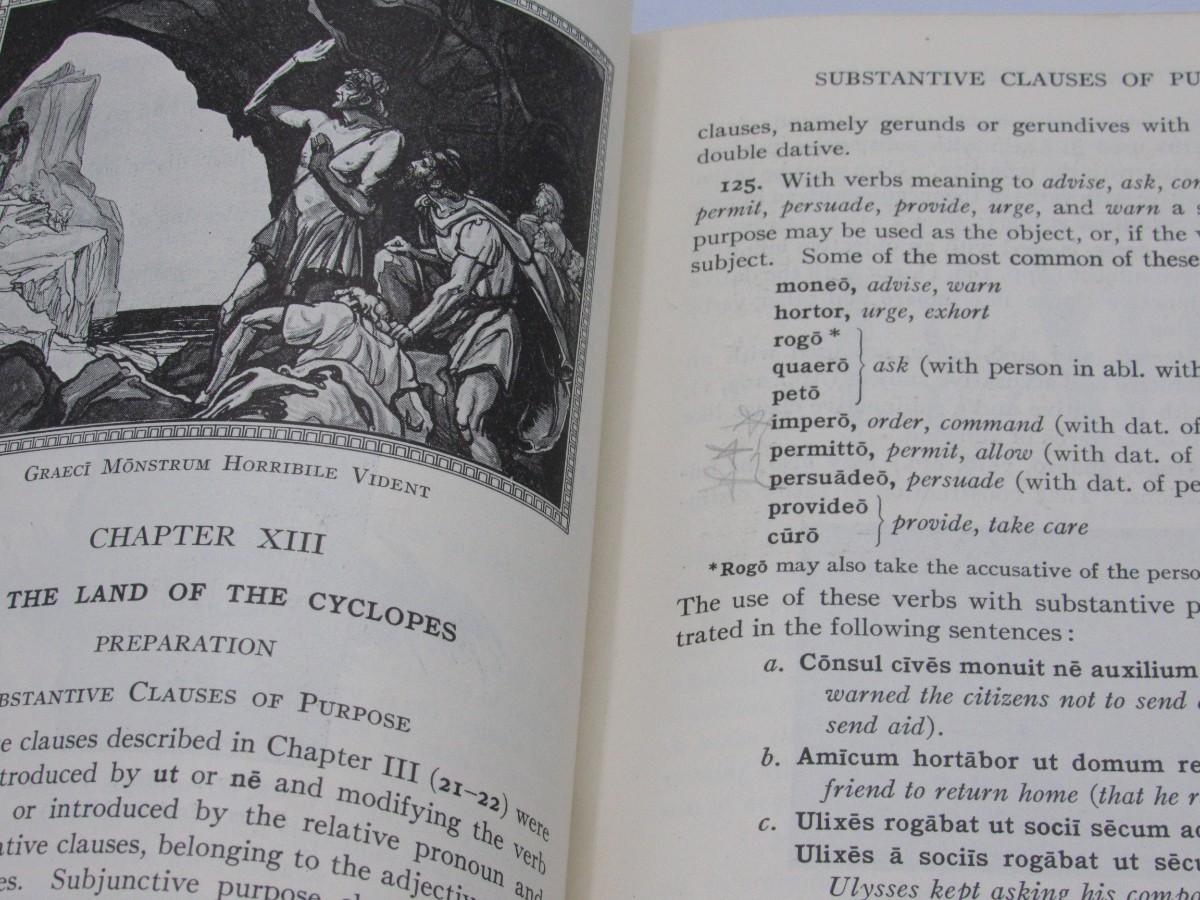 GRAECĪ MŌNSTRUM HORRIBILE VIDENT
CHAPTER XIII
THE LAND OF THE CYCLOPES
PREPARATION
SUBSTANTIVE CLAUSES OF PURPOSE
clauses described in Chapter III (21–22) were
introduced by ut or nē and modifying the verb
or introduced by the relative pronoun and
clauses, belonging to the adjective
Subjunctive purpose
SUBSTANTIVE CLAUSES OF PU
clauses, namely gerunds or gerundives with
double dative.
125. With verbs meaning to advise, ask,
permit, persuade, provide, urge, and warn a
purpose may be used as the object, or, if the
subject. Some of the most common of these
moneō, advise, warn
hortor, urge, exhort
rogō *
quaerō
petō
ask (with person in abl. with
imperō, order, command (with dat. of
permittō, permit, allow (with dat. of
persuādeō, persuade (with dat. of pe
provideō
cūrō
provide, take care
*Rogō may also take the accusative of the perso
The use of these verbs with substantive p
trated in the following sentences:
a. Cōnsul cīvēs monuit nē auxilium
warned the citizens not to send
send aid).
b. Amīcum hortābor ut domum re
friend to return home (that he r
c. Ulixēs rogābat ut sociī sēcum
Ulixēs ā sociīs rogābat ut sēcu
Ulysses kept asking his compa